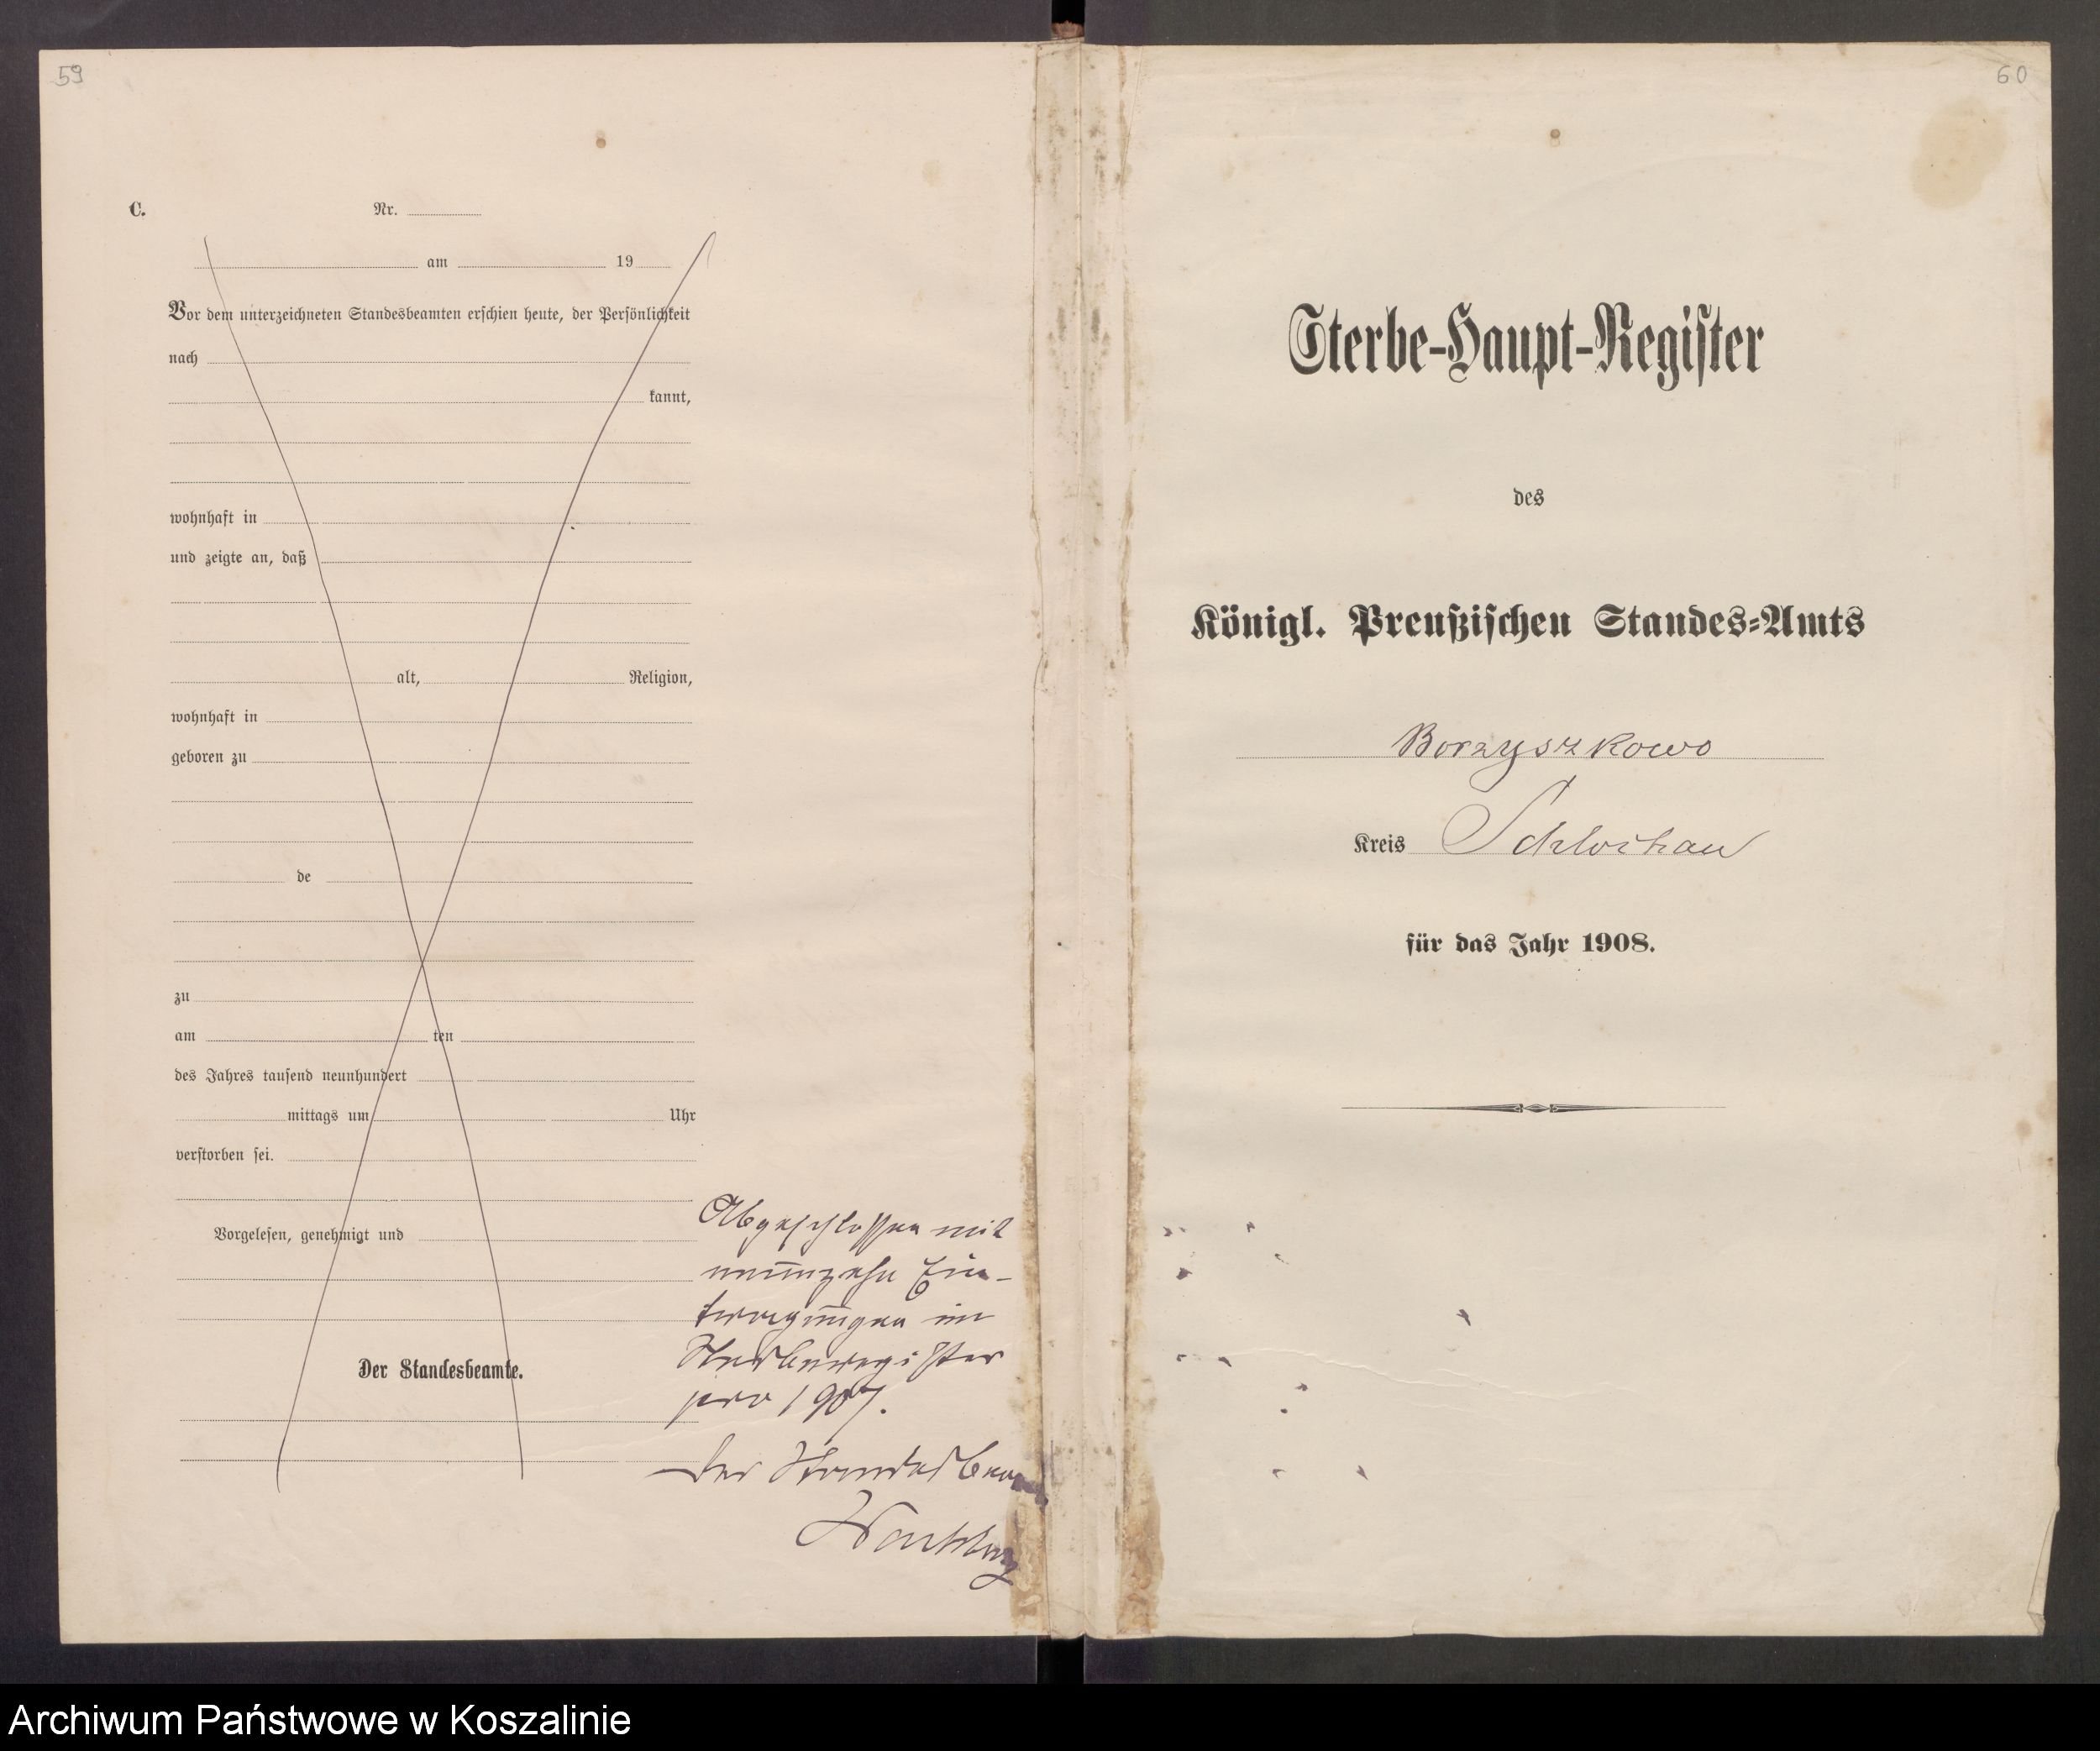 59
C.
Nr.
am 19
Vor dem unterzeichneten Standesbeamten erschien heute, der Persönlichkeit
nach
kannt,
wohnhaft in
und zeigte an, daß
alt, Religion,
wohnhaft in
geboren zu
de
zu
am ten
des Jahres tausend neunhundert
mittags um Uhr
verstorben sei.
Vorgelesen, genehmigt und
Der Standesbeamte.
Abgeschlossen mit
neunzehn Ein-
tragungen im
Sterberegister
pro 1907.
Der Standesbeamte
60
Sterbe-Haupt-Register
des
Königl. Preußischen Standes-Amts
Borzyszkowo
Kreis Schlochau
für das Jahr 1908.
Archiwum Państwowe w Koszalinie